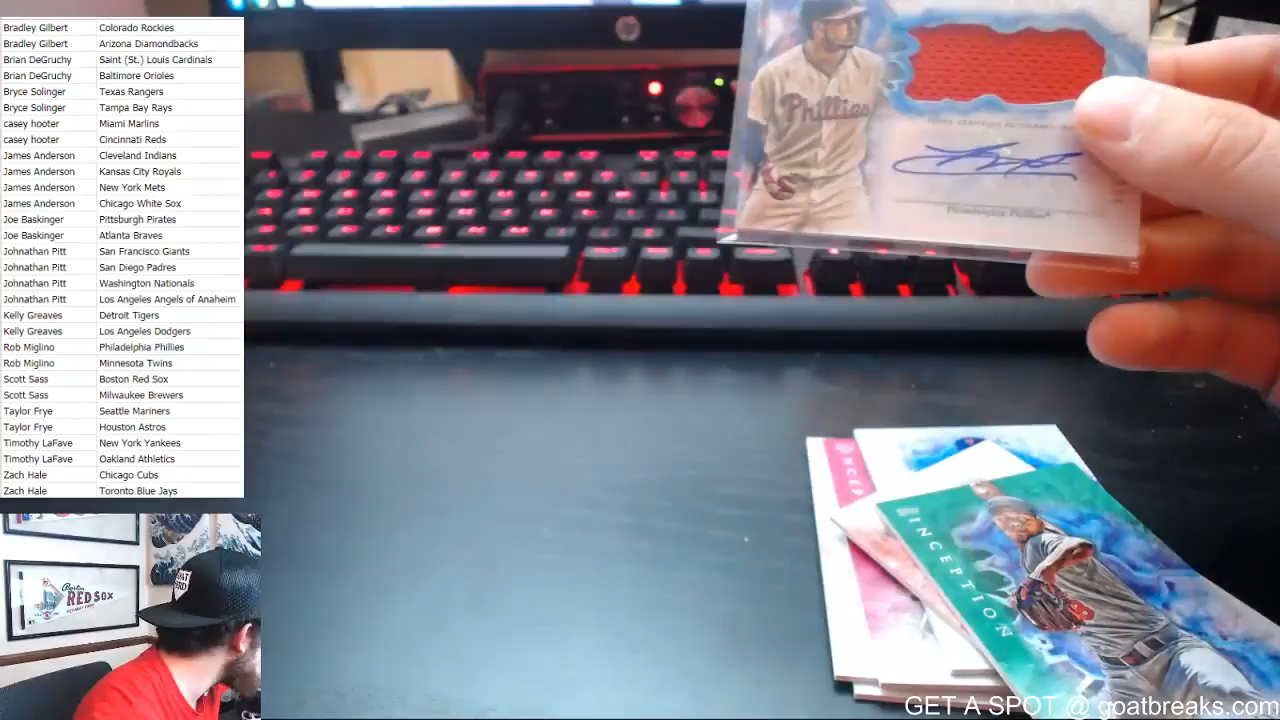 Bradley Gilbert Colorado Rockies
Bradley Gilbert Arizona Diamondbacks
Brian DeGruchy Saint (St.) Louis Cardinals
Brian DeGruchy Baltimore Orioles
Bryce Solinger Texas Rangers
Bryce Solinger Tampa Bay Rays
casey hooter Miami Marlins
casey hooter Cincinnati Reds
James Anderson Cleveland Indians
James Anderson Kansas City Royals
James Anderson New York Mets
James Anderson Chicago White Sox
Joe Baskinger Pittsburgh Pirates
Joe Baskinger Atlanta Braves
Johnathan Pitt San Francisco Giants
Johnathan Pitt San Diego Padres
Johnathan Pitt Washington Nationals
Johnathan Pitt Los Angeles Angels of Anaheim
Kelly Greaves Detroit Tigers
Kelly Greaves Los Angeles Dodgers
Rob Miglino Philadelphia Phillies
Rob Miglino Minnesota Twins
Scott Sass Boston Red Sox
Scott Sass Milwaukee Brewers
Taylor Frye Seattle Mariners
Taylor Frye Houston Astros
Timothy LaFave New York Yankees
Timothy LaFave Oakland Athletics
Zach Hale Chicago Cubs
Zach Hale Toronto Blue Jays
Phillies
Philadelphia Phillies
INCEPTION
Boston
RED SOX
GET A SPOT @ goatbreaks.com